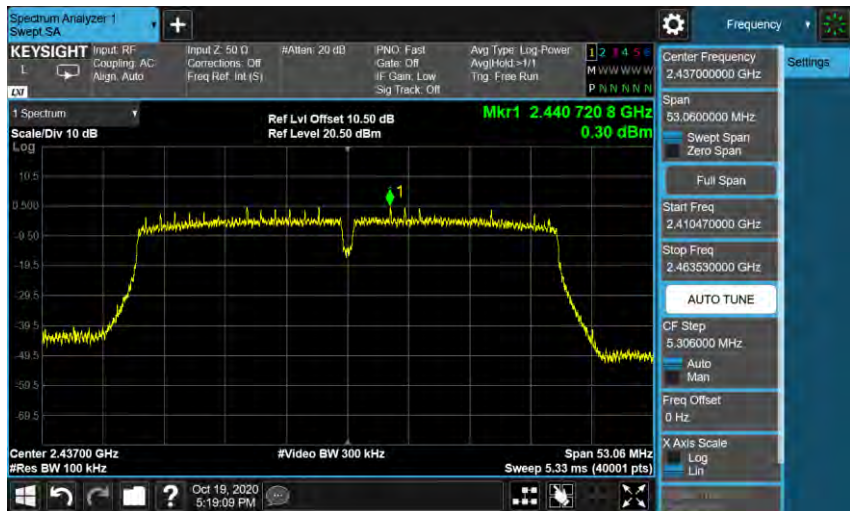 Spectrum Analyzer 1
Swept SA
+
Frequency
KEYSIGHT
L
LXI
Input: RF
Coupling: AC
Align: Auto
Input Z: 50 Ω
Corrections: Off
Freq Ref: Int (S)
#Atten: 20 dB
PNO: Fast
Gate: Off
IF Gain: Low
Sig Track: Off
Avg Type: Log-Power
Avg|Hold:>1/1
Trig: Free Run
1 2 3 4 5 6
M W W W W W
P N N N N N
1 Spectrum
Scale/Div 10 dB
Log
Ref Lvl Offset 10.50 dB
Ref Level 20.50 dBm
Mkr1 2.440 720 8 GHz
0.30 dBm
10.5
0.500
-9.50
-19.5
-29.5
-39.5
-49.5
-59.5
-69.5
1
Center 2.43700 GHz
#Res BW 100 kHz
#Video BW 300 kHz
Span 53.06 MHz
Sweep 5.33 ms (40001 pts)
Center Frequency
2.437000000 GHz
Settings
Span
53.0600000 MHz
Swept Span
Zero Span
Full Span
Start Freq
2.410470000 GHz
Stop Freq
2.463530000 GHz
AUTO TUNE
CF Step
5.306000 MHz
Auto
Man
Freq Offset
0 Hz
X Axis Scale
Log
Lin
?
Oct 19, 2020
5:19:09 PM